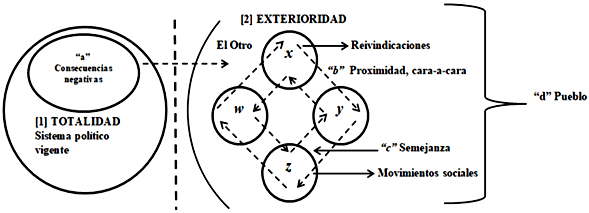 “a”
Consecuencias
negativas
[1] TOTALIDAD
Sistema político
vigente
[2] EXTERIORIDAD
El Otro
x
Reivindicaciones
“b” Proximidad, cara-a-cara
w
y
“d” Pueblo
“c” Semejanza
z
Movimientos sociales